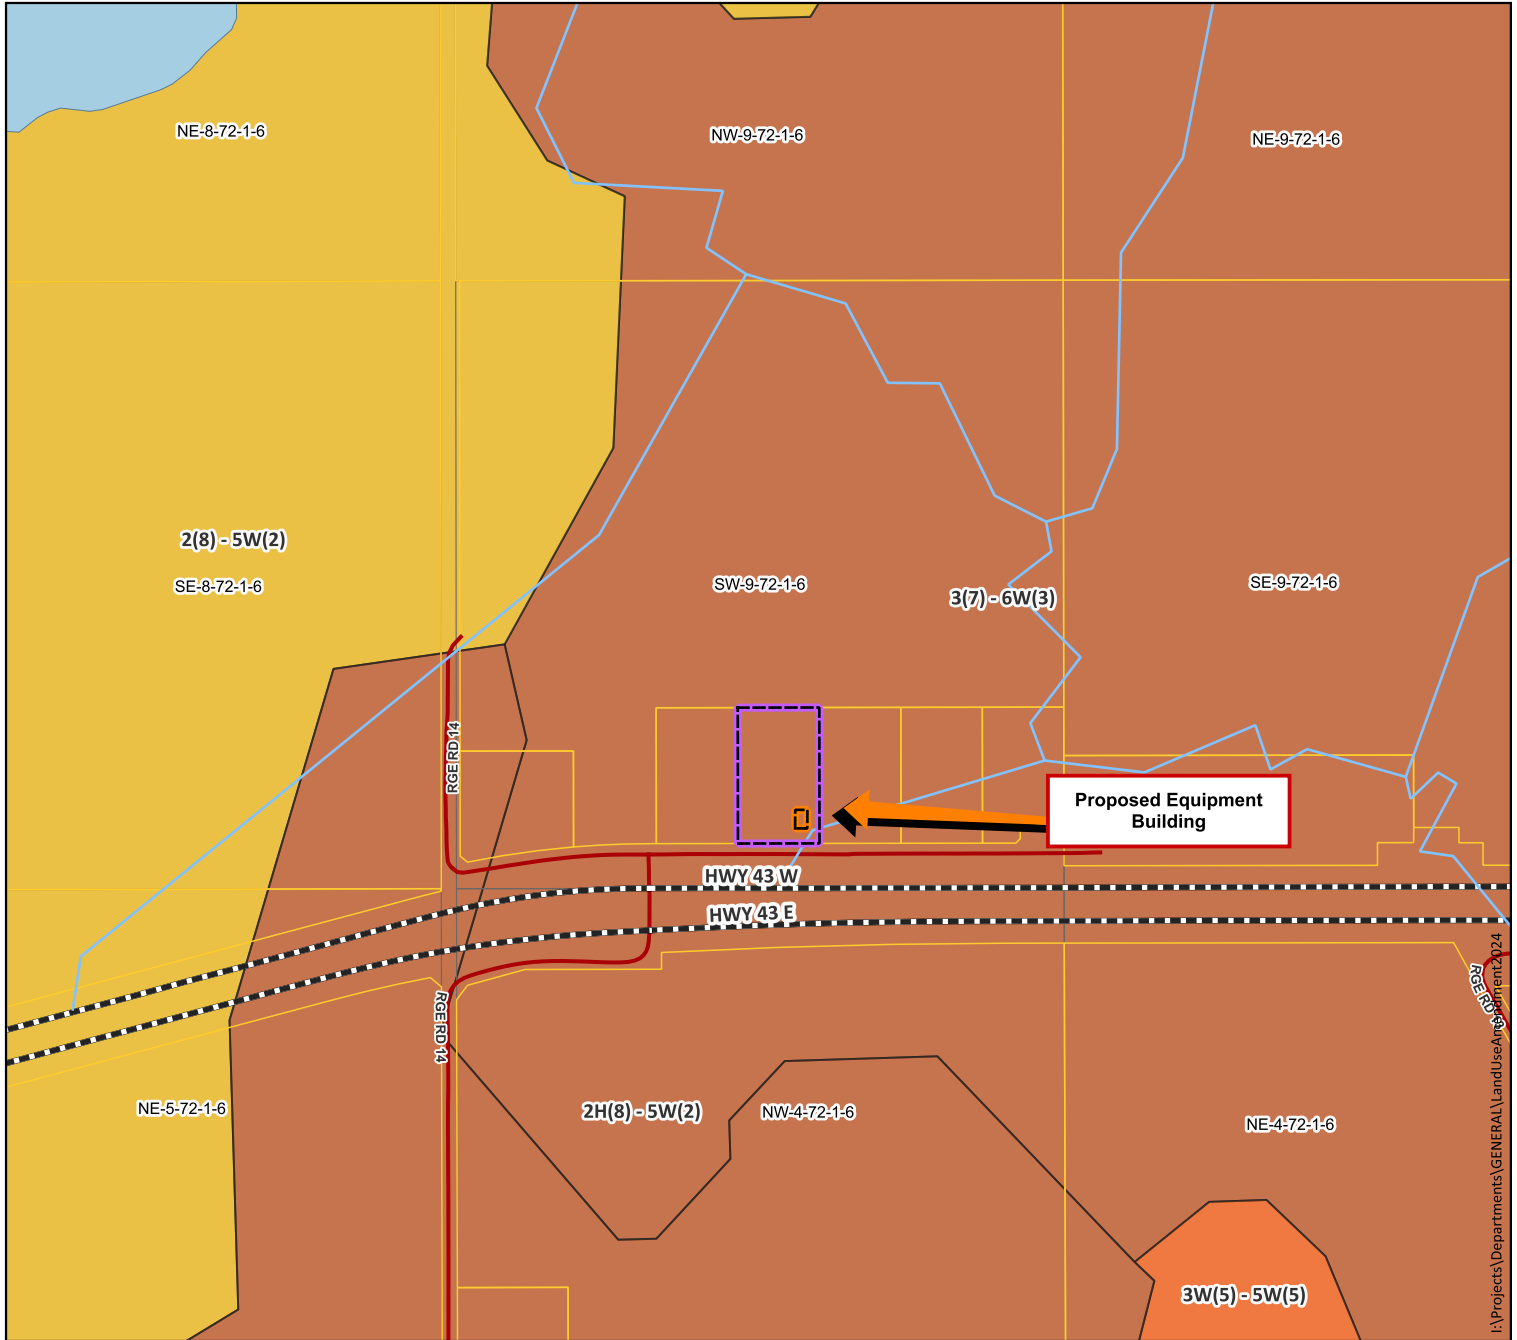 NE-8-72-1-6
NW-9-72-1-6
NE-9-72-1-6
2(8) - 5W(2)
SE-8-72-1-6
SW-9-72-1-6
SE-9-72-1-6
3(7) - 6W(3)
RGE RD 14
Proposed Equipment
Building
HWY 43 W
HWY 43 E
RGE RD 14
RGE RD 13
NE-5-72-1-6
2H(8) - 5W(2)
NW-4-72-1-6
NE-4-72-1-6
3W(5) - 5W(5)
I:\Projects\Departments\GENERAL\LandUseAmendment2024